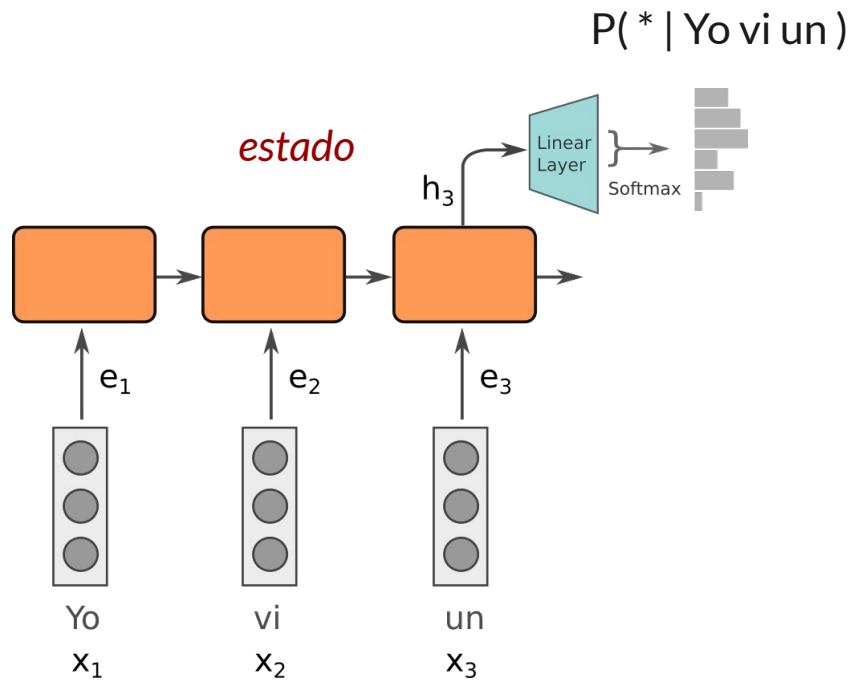 P( * | Yo vi un )
estado
Linear
Layer
Softmax
h₃
e₁
e₂
e₃
Yo
vi
un
x₁
x₂
x₃